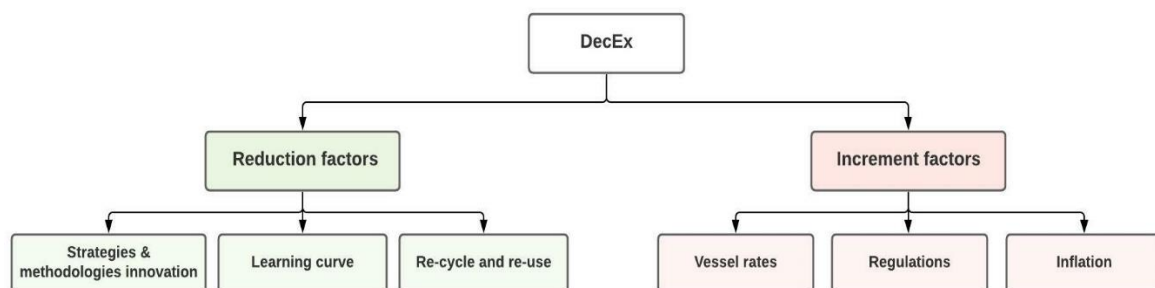 DecEx
Reduction factors
Increment factors
Strategies &
methodologies innovation
Learning curve
Re-cycle and re-use
Vessel rates
Regulations
Inflation